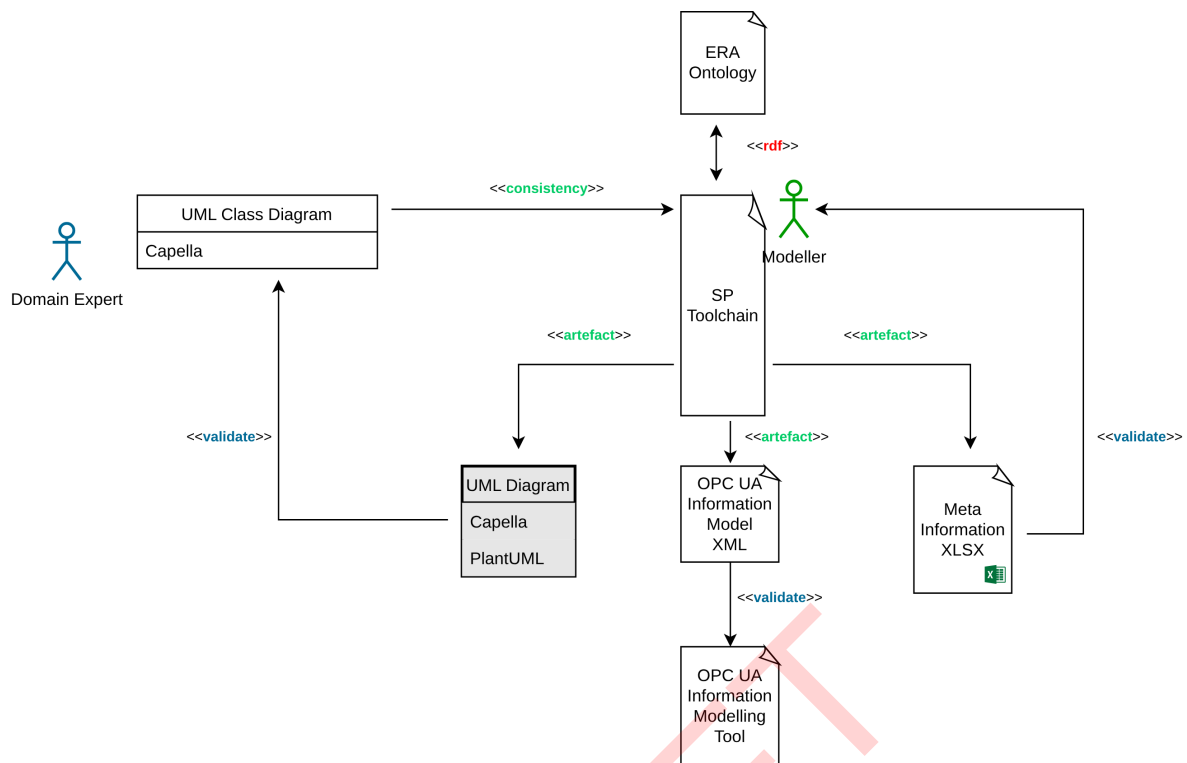 ERA
Ontology
<<rdf>>
<<consistency>>
UML Class Diagram
Capella
Domain Expert
Modeller
SP
Toolchain
<<artefact>>
<<artefact>>
<<validate>>
<<artefact>>
<<validate>>
UML Diagram
Capella
PlantUML
OPC UA
Information
Model
XML
Meta
Information
XLSX
X
<<validate>>
OPC UA
Information
Modelling
Tool